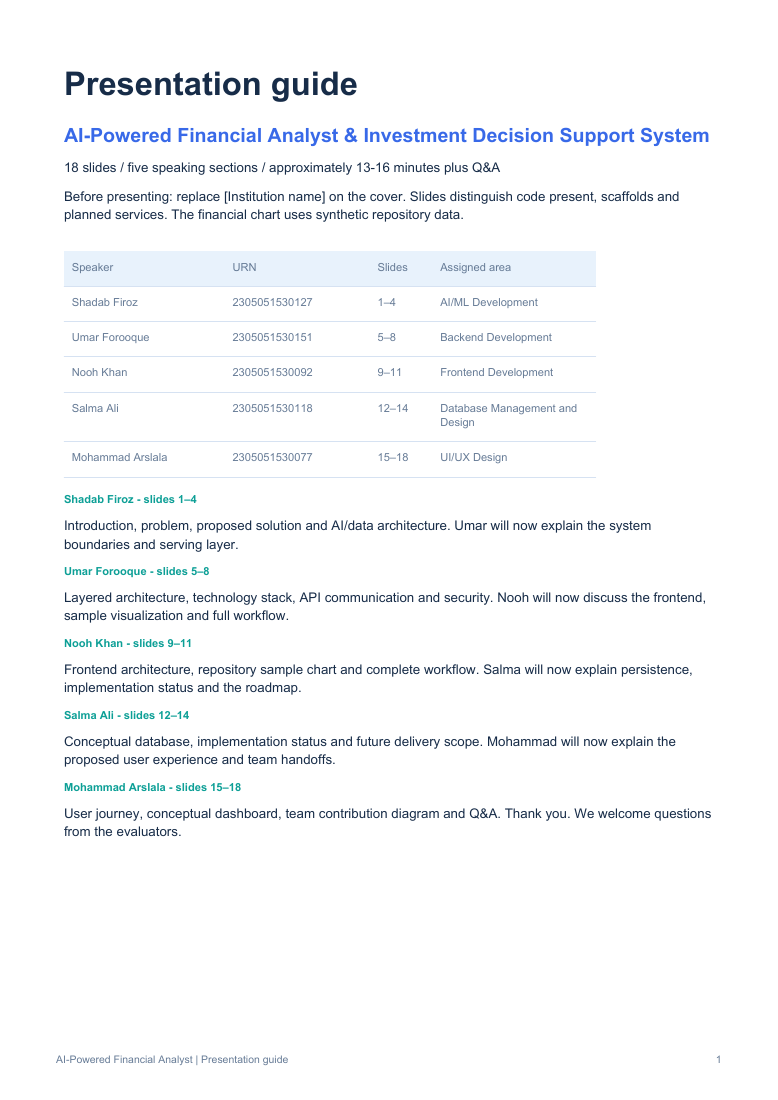 Presentation guide
AI-Powered Financial Analyst & Investment Decision Support System
18 slides / five speaking sections / approximately 13-16 minutes plus Q&A
Before presenting: replace [Institution name] on the cover. Slides distinguish code present, scaffolds and
planned services. The financial chart uses synthetic repository data.
Speaker URN Slides Assigned area
Shadab Firoz 2305051530127 1–4 AI/ML Development
Umar Forooque 2305051530151 5–8 Backend Development
Nooh Khan 2305051530092 9–11 Frontend Development
Salma Ali 2305051530118 12–14 Database Management and
Design
Mohammad Arslala 2305051530077 15–18 UI/UX Design
Shadab Firoz - slides 1–4
Introduction, problem, proposed solution and AI/data architecture. Umar will now explain the system
boundaries and serving layer.
Umar Forooque - slides 5–8
Layered architecture, technology stack, API communication and security. Nooh will now discuss the frontend,
sample visualization and full workflow.
Nooh Khan - slides 9–11
Frontend architecture, repository sample chart and complete workflow. Salma will now explain persistence,
implementation status and the roadmap.
Salma Ali - slides 12–14
Conceptual database, implementation status and future delivery scope. Mohammad will now explain the
proposed user experience and team handoffs.
Mohammad Arslala - slides 15–18
User journey, conceptual dashboard, team contribution diagram and Q&A. Thank you. We welcome questions
from the evaluators.
AI-Powered Financial Analyst | Presentation guide 1